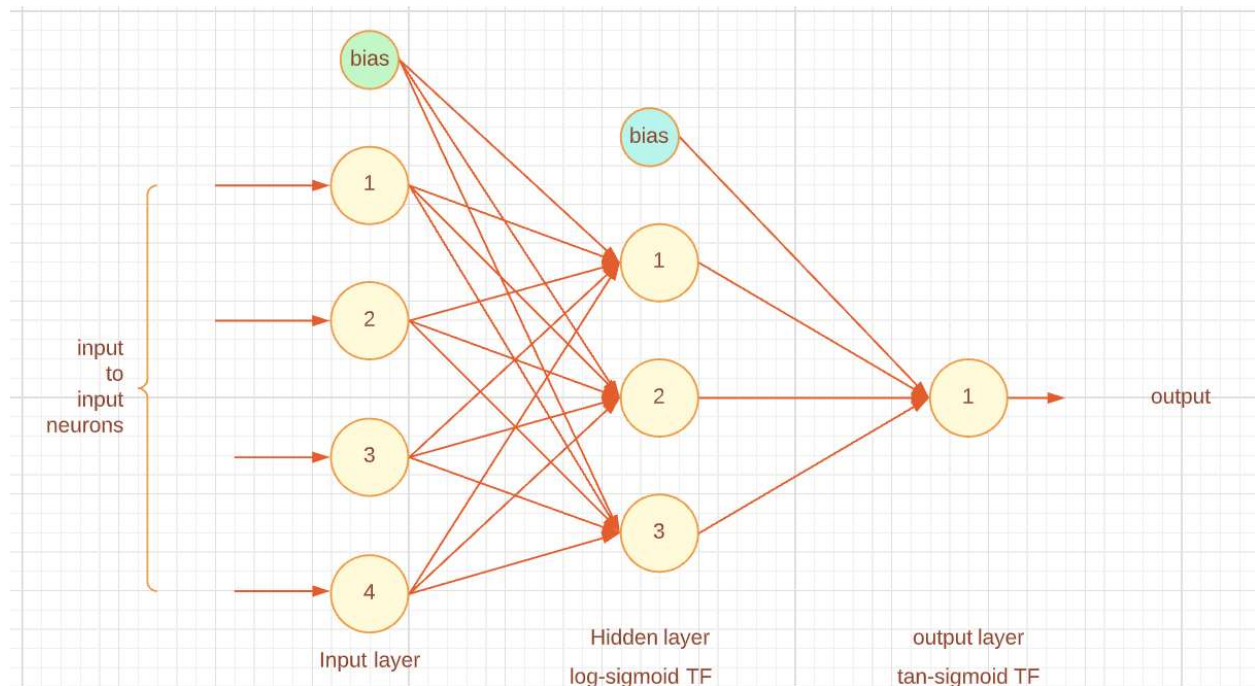 bias
bias
1
1
2
input
to
input
neurons
2
1
output
3
3
4
Input layer
Hidden layer
log-sigmoid TF
output layer
tan-sigmoid TF